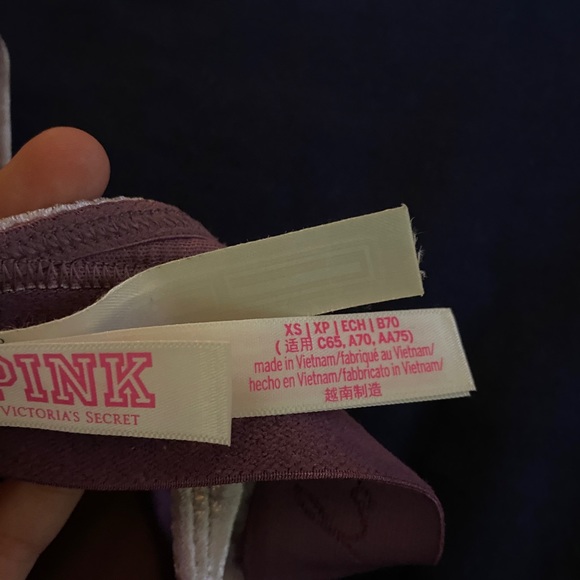 PINK
VICTORIA'S SECRET
XS | XP | ECH | B70
( 适用 C65, A70, AA75)
made in Vietnam/fabriqué au Vietnam/
hecho en Vietnam/fabbricato in Vietnam/
越南制造